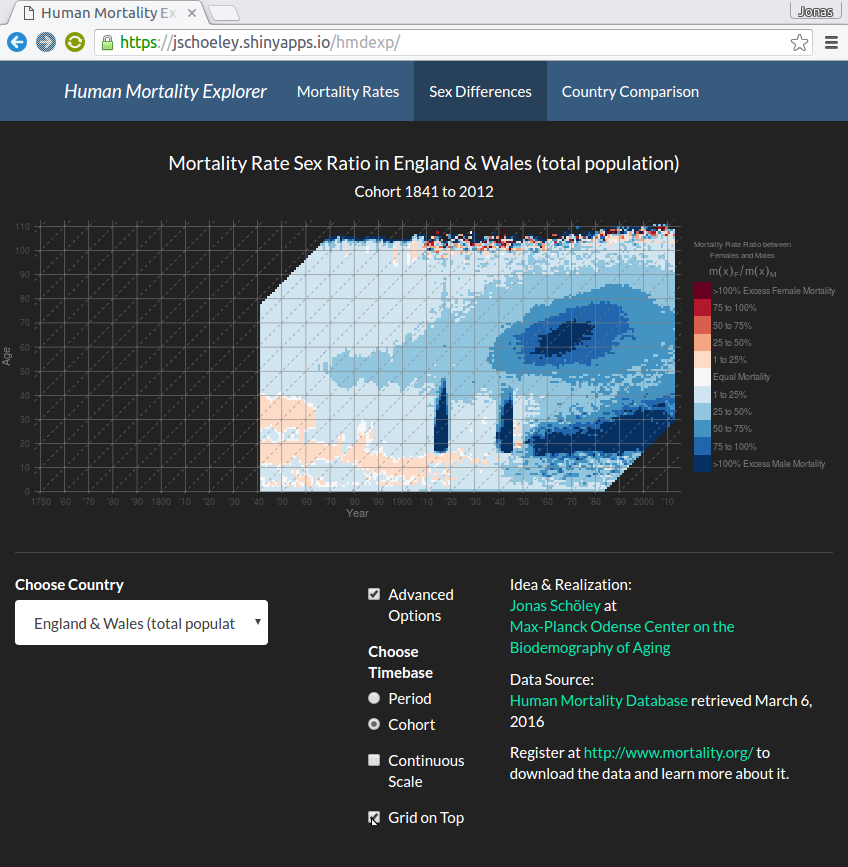 Human Mortality Ex
Jonas
https://jschoeley.shinyapps.io/hmdexp/
Human Mortality Explorer Mortality Rates Sex Differences Country Comparison
Mortality Rate Sex Ratio in England & Wales (total population)
Cohort 1841 to 2012
110
100
90
80
70
60
50
40
30
20
10
0
Age
1750 '60 '70 '80 '90 1800 '10 '20 '30 '40 '50 '60 '70 '80 '90 1900 '10 '20 '30 '40 '50 '60 '70 '80 '90 2000 '10
Year
Mortality Rate Ratio between
Females and Males
m(x)F/m(x)M
>100% Excess Female Mortality
75 to 100%
50 to 75%
25 to 50%
1 to 25%
Equal Mortality
1 to 25%
25 to 50%
50 to 75%
75 to 100%
>100% Excess Male Mortality
Choose Country
England & Wales (total populat
Advanced
Options
Choose
Timebase
Period
Cohort
Continuous
Scale
Grid on Top
Idea & Realization:
Jonas Schöley at
Max-Planck Odense Center on the
Biodemography of Aging
Data Source:
Human Mortality Database retrieved March 6,
2016
Register at http://www.mortality.org/ to
download the data and learn more about it.